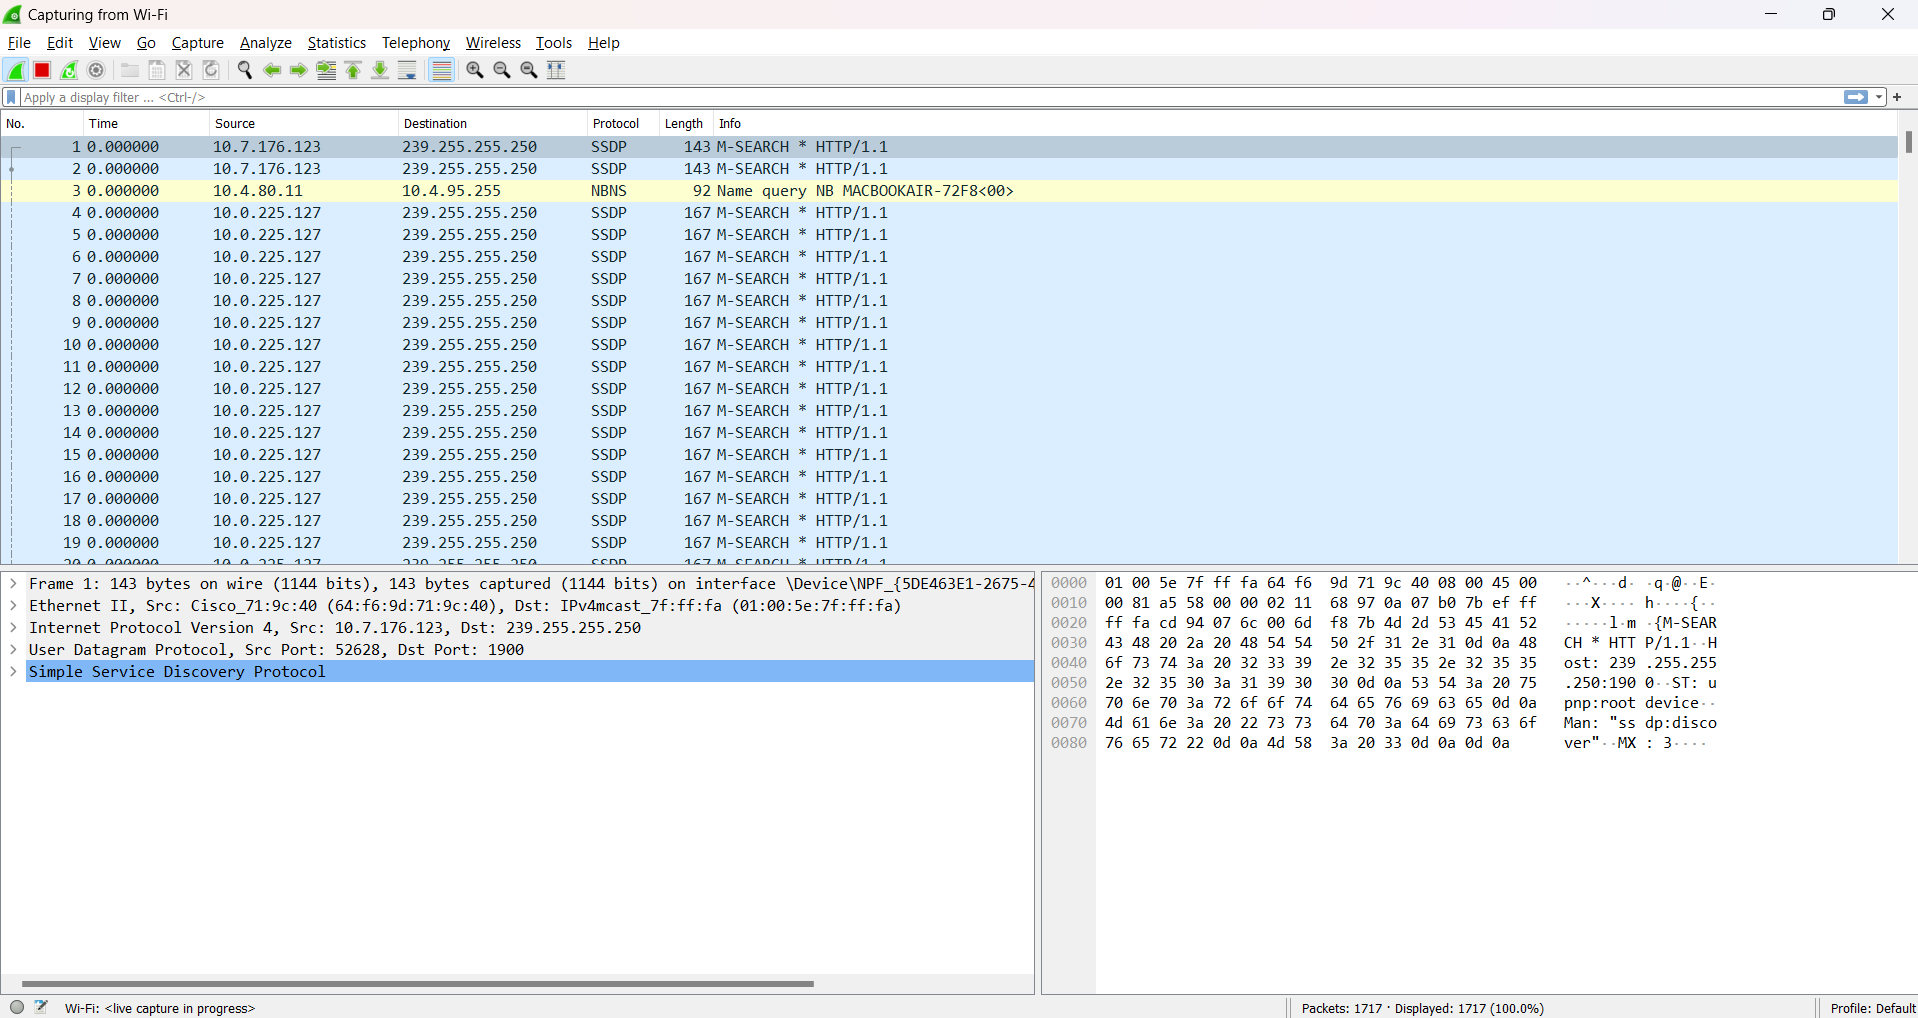 Capturing from Wi-Fi
File Edit View Go Capture Analyze Statistics Telephony Wireless Tools Help
Apply a display filter ... <Ctrl-/>
No. Time Source Destination Protocol Length Info
1 0.000000 10.7.176.123 239.255.255.250 SSDP 143 M-SEARCH * HTTP/1.1
2 0.000000 10.7.176.123 239.255.255.250 SSDP 143 M-SEARCH * HTTP/1.1
3 0.000000 10.4.80.11 10.4.95.255 NBNS 92 Name query NB MACBOOKAIR-72F8<00>
4 0.000000 10.0.225.127 239.255.255.250 SSDP 167 M-SEARCH * HTTP/1.1
5 0.000000 10.0.225.127 239.255.255.250 SSDP 167 M-SEARCH * HTTP/1.1
6 0.000000 10.0.225.127 239.255.255.250 SSDP 167 M-SEARCH * HTTP/1.1
7 0.000000 10.0.225.127 239.255.255.250 SSDP 167 M-SEARCH * HTTP/1.1
8 0.000000 10.0.225.127 239.255.255.250 SSDP 167 M-SEARCH * HTTP/1.1
9 0.000000 10.0.225.127 239.255.255.250 SSDP 167 M-SEARCH * HTTP/1.1
10 0.000000 10.0.225.127 239.255.255.250 SSDP 167 M-SEARCH * HTTP/1.1
11 0.000000 10.0.225.127 239.255.255.250 SSDP 167 M-SEARCH * HTTP/1.1
12 0.000000 10.0.225.127 239.255.255.250 SSDP 167 M-SEARCH * HTTP/1.1
13 0.000000 10.0.225.127 239.255.255.250 SSDP 167 M-SEARCH * HTTP/1.1
14 0.000000 10.0.225.127 239.255.255.250 SSDP 167 M-SEARCH * HTTP/1.1
15 0.000000 10.0.225.127 239.255.255.250 SSDP 167 M-SEARCH * HTTP/1.1
16 0.000000 10.0.225.127 239.255.255.250 SSDP 167 M-SEARCH * HTTP/1.1
17 0.000000 10.0.225.127 239.255.255.250 SSDP 167 M-SEARCH * HTTP/1.1
18 0.000000 10.0.225.127 239.255.255.250 SSDP 167 M-SEARCH * HTTP/1.1
19 0.000000 10.0.225.127 239.255.255.250 SSDP 167 M-SEARCH * HTTP/1.1
Frame 1: 143 bytes on wire (1144 bits), 143 bytes captured (1144 bits) on interface \Device\NPF_{5DE463E1-2675-4
Ethernet II, Src: Cisco_71:9c:40 (64:f6:9d:71:9c:40), Dst: IPv4mcast_7f:ff:fa (01:00:5e:7f:ff:fa)
Internet Protocol Version 4, Src: 10.7.176.123, Dst: 239.255.255.250
User Datagram Protocol, Src Port: 52628, Dst Port: 1900
Simple Service Discovery Protocol
0000 01 00 5e 7f ff fa 64 f6 9d 71 9c 40 08 00 45 00 ··^···d· ·q·@··E·
0010 00 81 a5 58 00 00 02 11 68 97 0a 07 b0 7b ef ff ···X···· h····{··
0020 ff fa cd 94 07 6c 00 6d f8 7b 4d 2d 53 45 41 52 ·····l·m ·{M-SEAR
0030 43 48 20 2a 20 48 54 54 50 2f 31 2e 31 0d 0a 48 CH * HTT P/1.1··H
0040 6f 73 74 3a 20 32 33 39 2e 32 35 35 2e 32 35 35 ost: 239 .255.255
0050 2e 32 35 30 3a 31 39 30 30 0d 0a 53 54 3a 20 75 .250:190 0··ST: u
0060 70 6e 70 3a 72 6f 6f 74 64 65 76 69 63 65 0d 0a pnp:root device··
0070 4d 61 6e 3a 20 22 73 73 64 70 3a 64 69 73 63 6f Man: "ss dp:disco
0080 76 65 72 22 0d 0a 4d 58 3a 20 33 0d 0a 0d 0a ver"··MX : 3····
Wi-Fi: <live capture in progress>
Packets: 1717 · Displayed: 1717 (100.0%)
Profile: Default